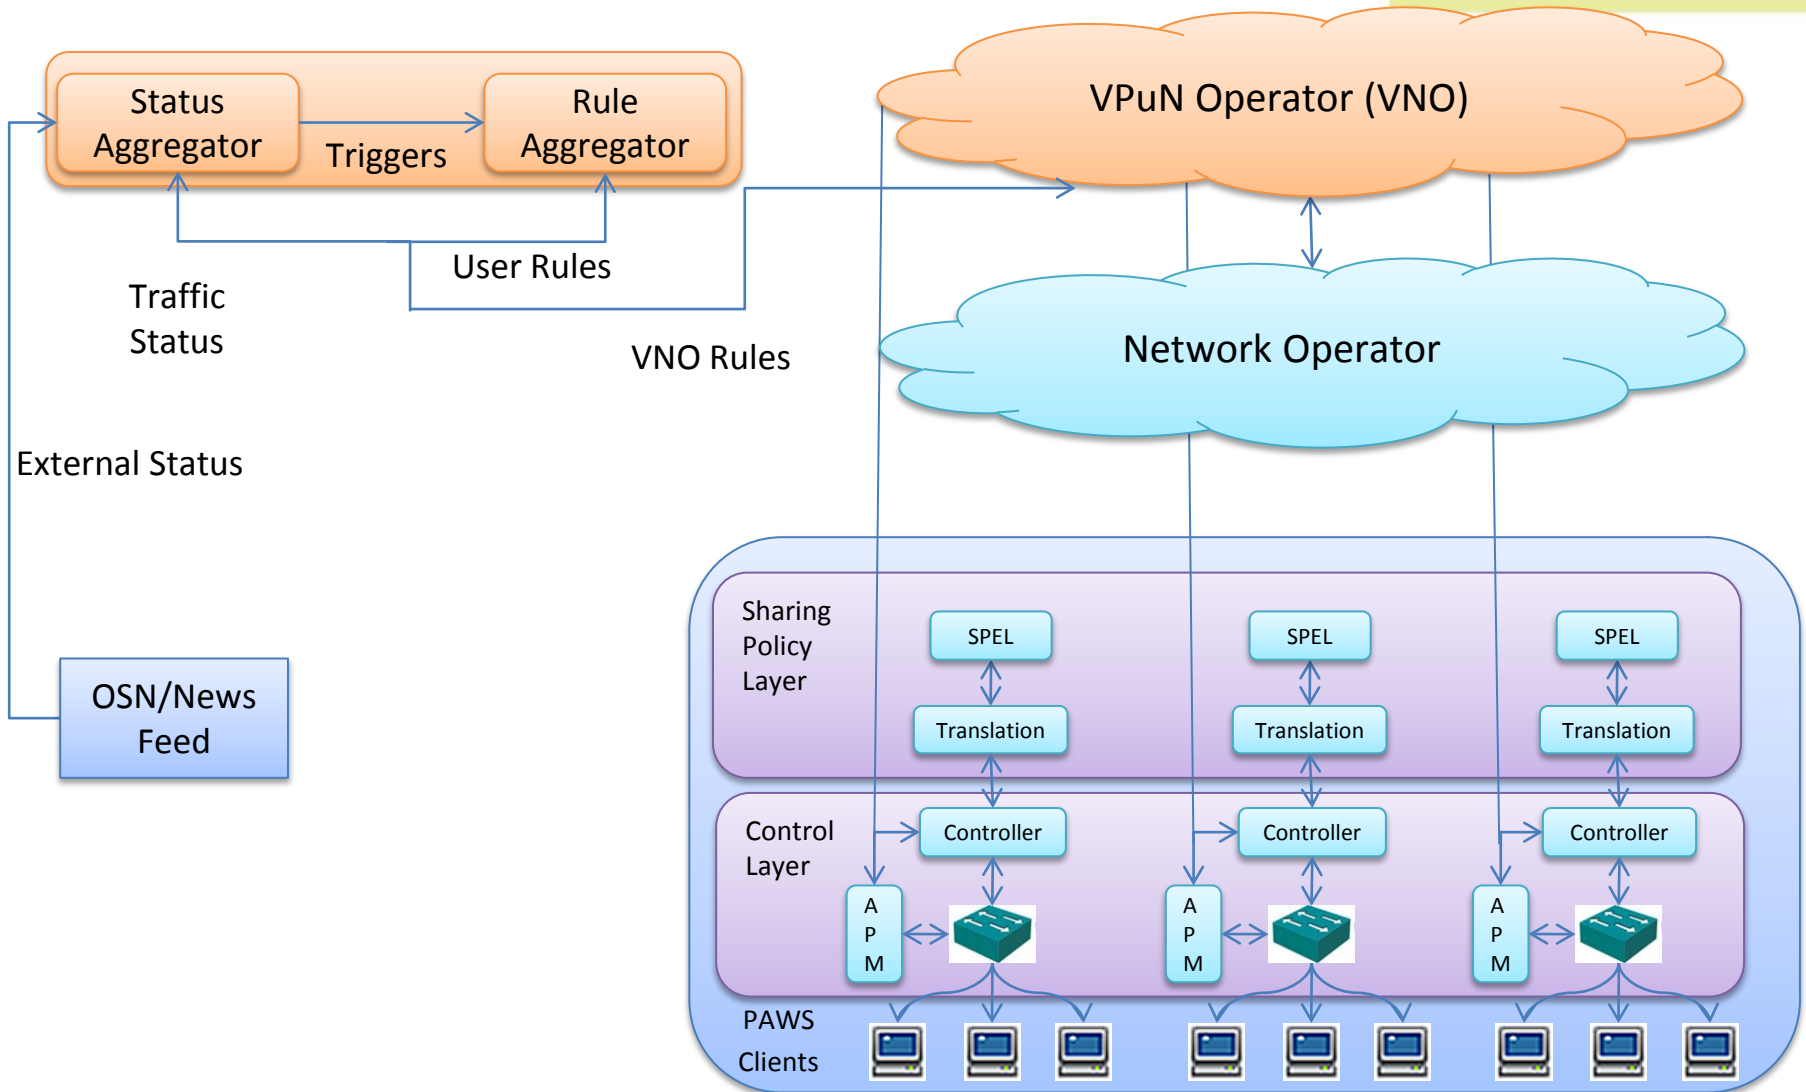 Status
Aggregator
Triggers
Rule
Aggregator
VPuN Operator (VNO)
User Rules
Traffic
Status
VNO Rules
Network Operator
External Status
OSN/News
Feed
Sharing
Policy
Layer
SPEL
SPEL
SPEL
Translation
Translation
Translation
Control
Layer
Controller
Controller
Controller
A
P
M
A
P
M
A
P
M
PAWS
Clients